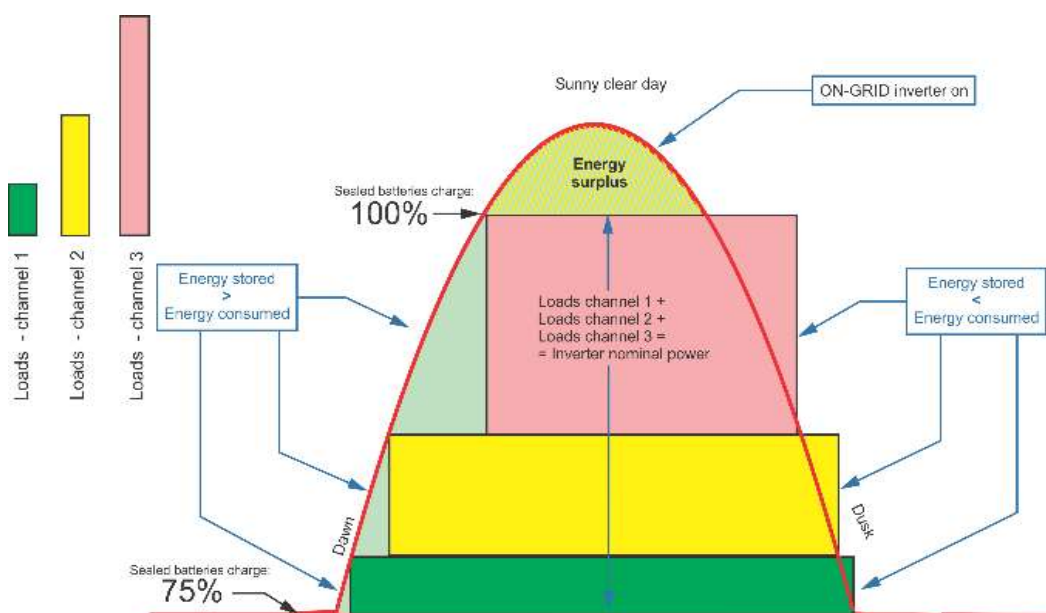 Sunny clear day
ON-GRID inverter on
Energy
surplus
Sealed batteries charge:
100%
Loads - channel 1
Loads - channel 2
Loads - channel 3
Energy stored
>
Energy consumed
Energy stored
<
Energy consumed
Loads channel 1 +
Loads channel 2 +
Loads channel 3 =
= Inverter nominal power
Dawn
Dusk
Sealed batteries charge:
75%